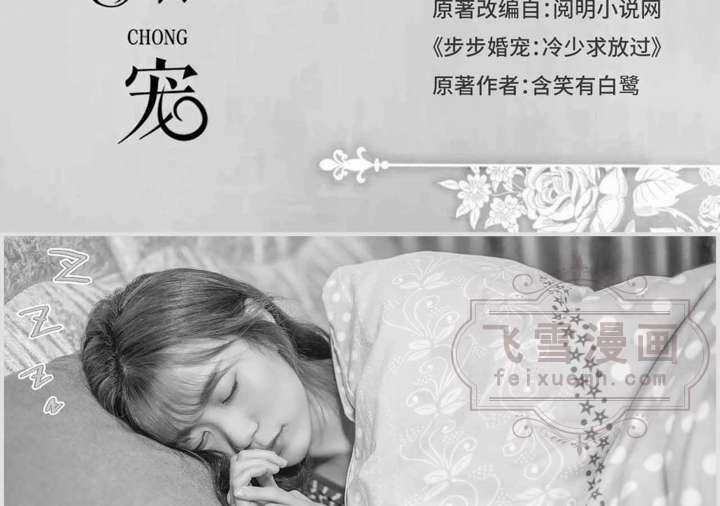 CHONG
宠
原著改编自:阅明小说网
《步步婚宠:冷少求放过》
原著作者:含笑有白鹭
Z
Z
Z
Z
飞雪漫画
feixuemh.com